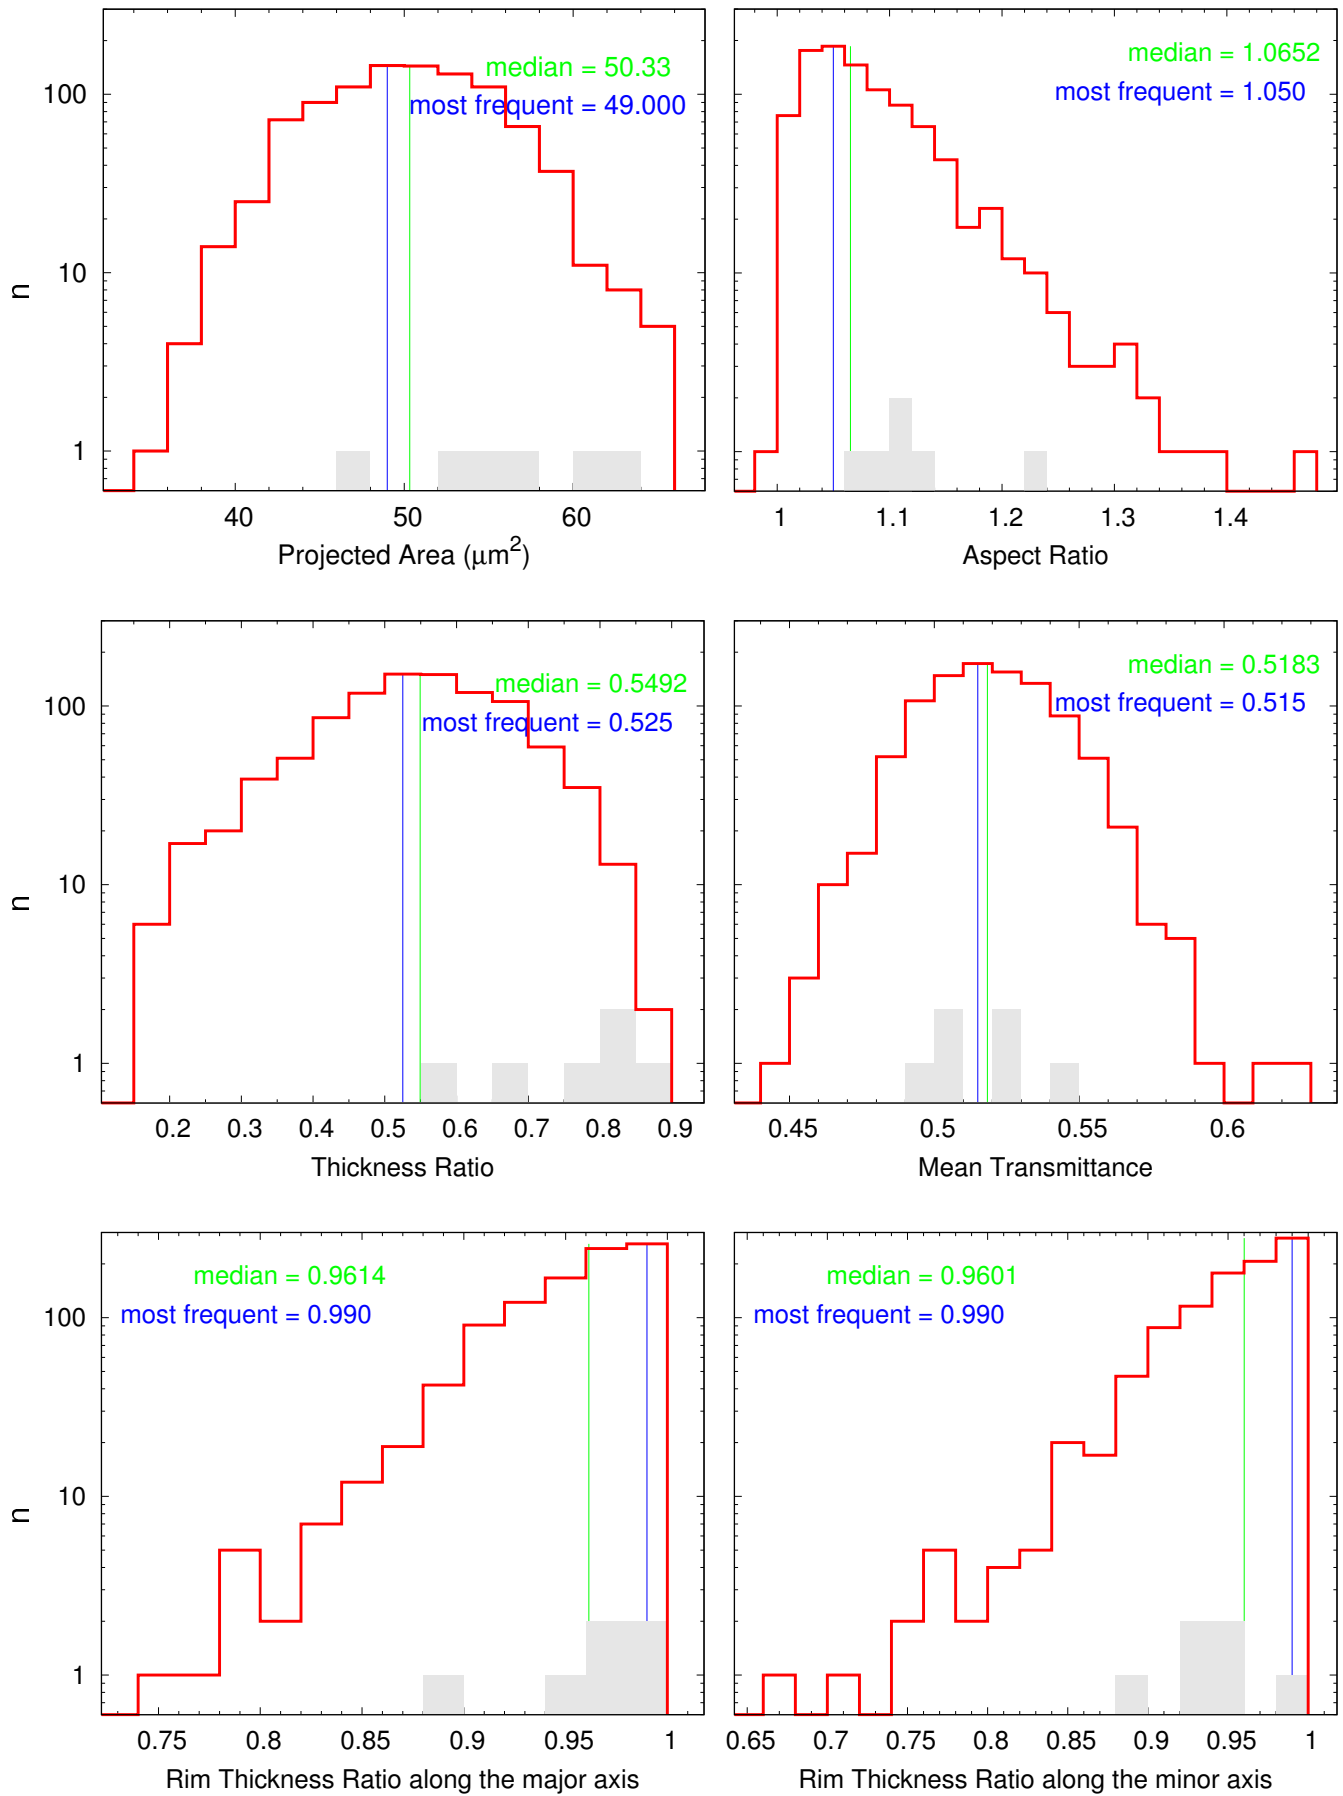 median = 50.33
most frequent = 49.000
100
10
1
n
40 50 60
Projected Area (μm²)
median = 1.0652
most frequent = 1.050
1 1.1 1.2 1.3 1.4
Aspect Ratio
median = 0.5492
most frequent = 0.525
100
10
1
n
0.2 0.3 0.4 0.5 0.6 0.7 0.8 0.9
Thickness Ratio
median = 0.5183
most frequent = 0.515
0.45 0.5 0.55 0.6
Mean Transmittance
median = 0.9614
most frequent = 0.990
100
10
1
n
0.75 0.8 0.85 0.9 0.95 1
Rim Thickness Ratio along the major axis
median = 0.9601
most frequent = 0.990
0.65 0.7 0.75 0.8 0.85 0.9 0.95 1
Rim Thickness Ratio along the minor axis